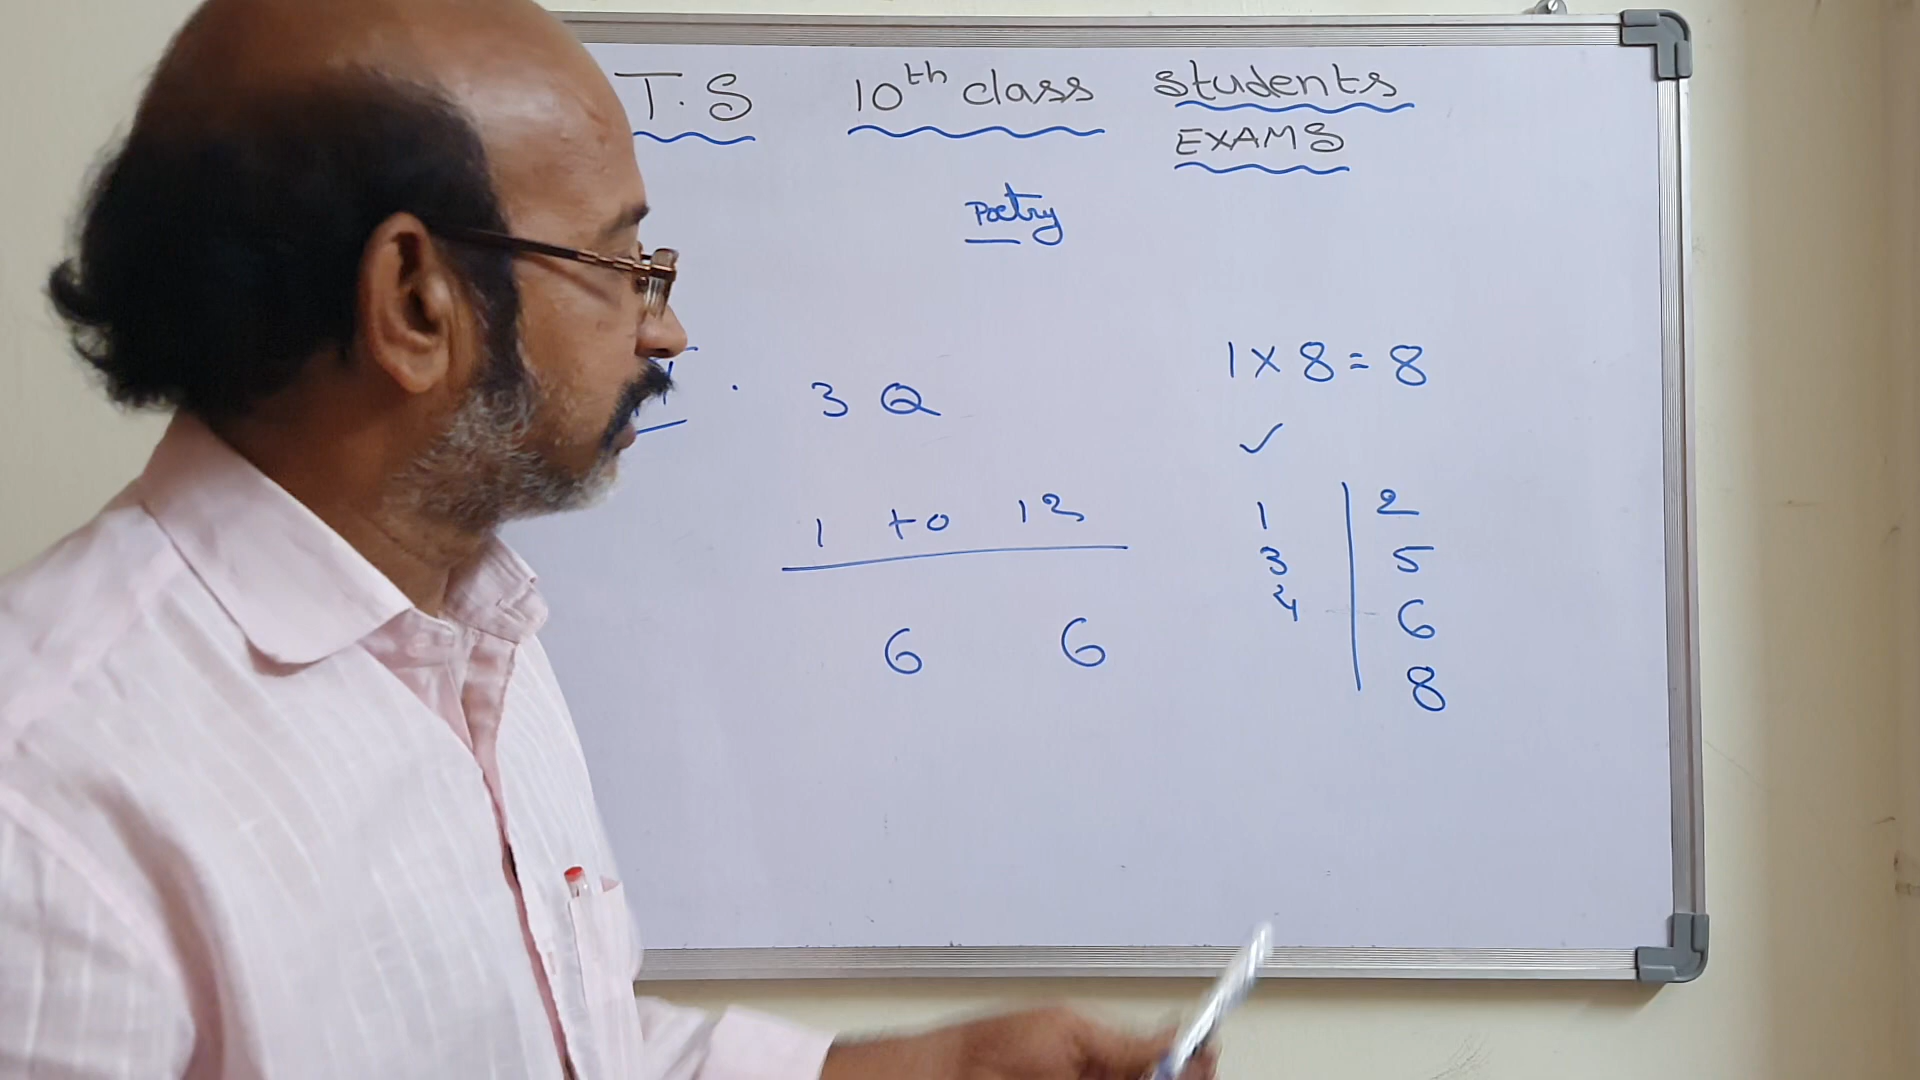 T.S 10th class students
EXAMS
Poetry
3 Q
1 x 8 = 8
✓
1 to 12
6 6
1 | 2
3 | 5
4 | 6
8